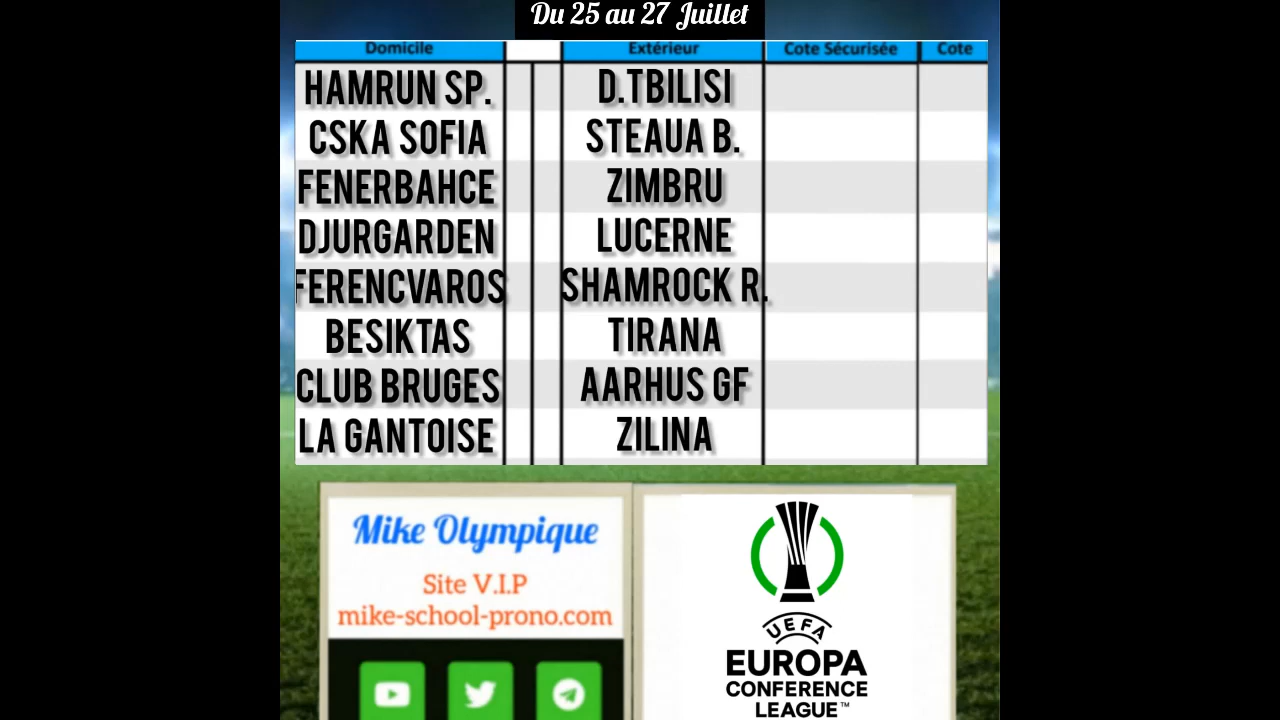 Du 25 au 27 Juillet
Domicile Extérieur Cote Sécurisée Cote
HAMRUN SP. D.TBILISI
CSKA SOFIA STEAUA B.
FENERBAHCE ZIMBRU
DJURGARDEN LUCERNE
FERENCVAROS SHAMROCK R.
BESIKTAS TIRANA
CLUB BRUGES AARHUS GF
LA GANTOISE ZILINA
Mike Olympique
Site V.I.P
mike-school-prono.com
UEFA
EUROPA
CONFERENCE
LEAGUE™